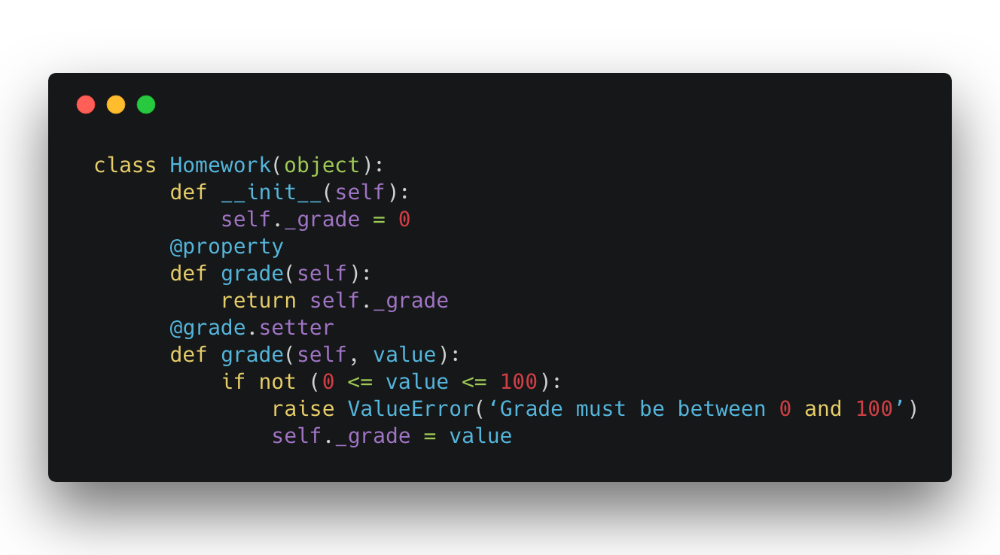 class Homework(object):
      def __init__(self):
          self._grade = 0
      @property
      def grade(self):
          return self._grade
      @grade.setter
      def grade(self, value):
          if not (0 <= value <= 100):
              raise ValueError(‘Grade must be between 0 and 100’)
              self._grade = value